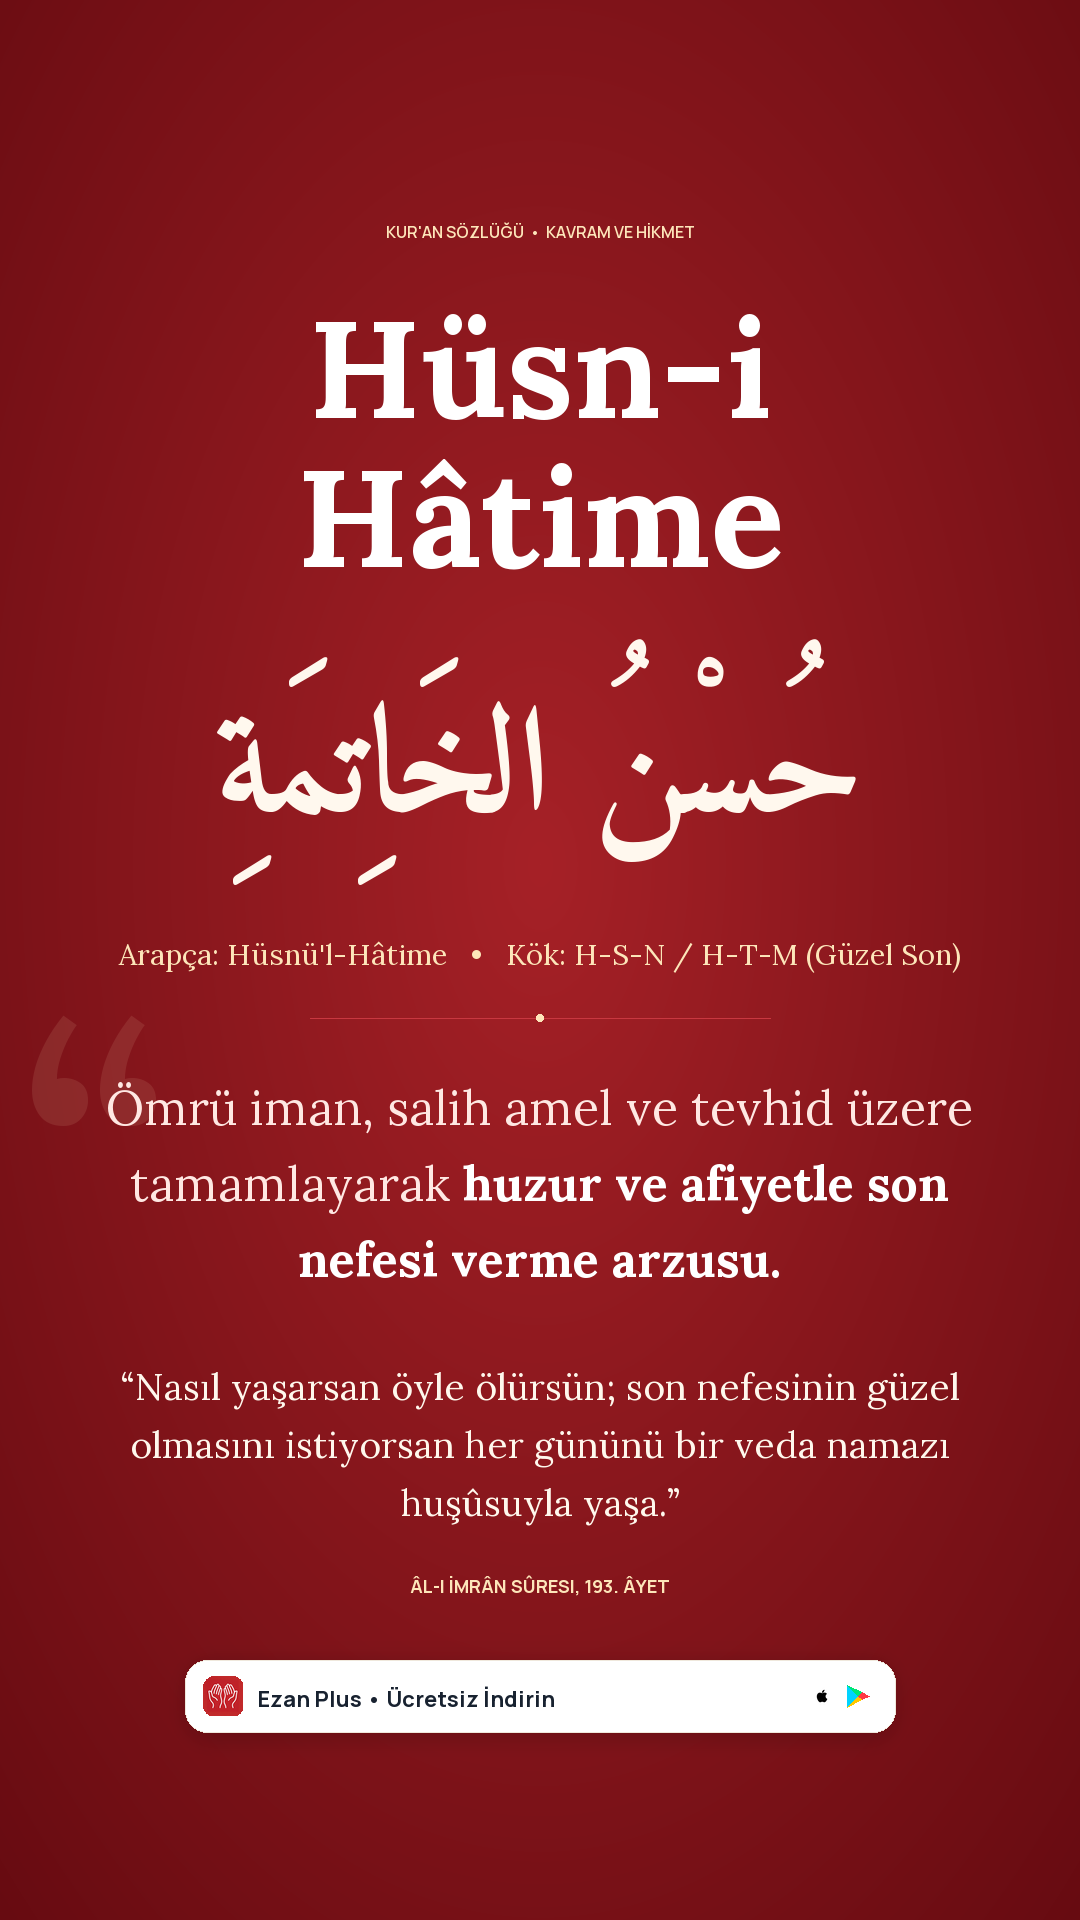 KUR'AN SÖZLÜĞÜ • KAVRAM VE HİKMET
Hüsn-i
Hâtime
حُسْنُ الخَاتِمَةِ
Arapça: Hüsnü'l-Hâtime • Kök: H-S-N / H-T-M (Güzel Son)
Ömrü iman, salih amel ve tevhid üzere
tamamlayarak huzur ve afiyetle son
nefesi verme arzusu.
“Nasıl yaşarsan öyle ölürsün; son nefesinin güzel
olmasını istiyorsan her gününü bir veda namazı
huşûsuyla yaşa.”
ÂL-I İMRÂN SÛRESI, 193. ÂYET
Ezan Plus • Ücretsiz İndirin